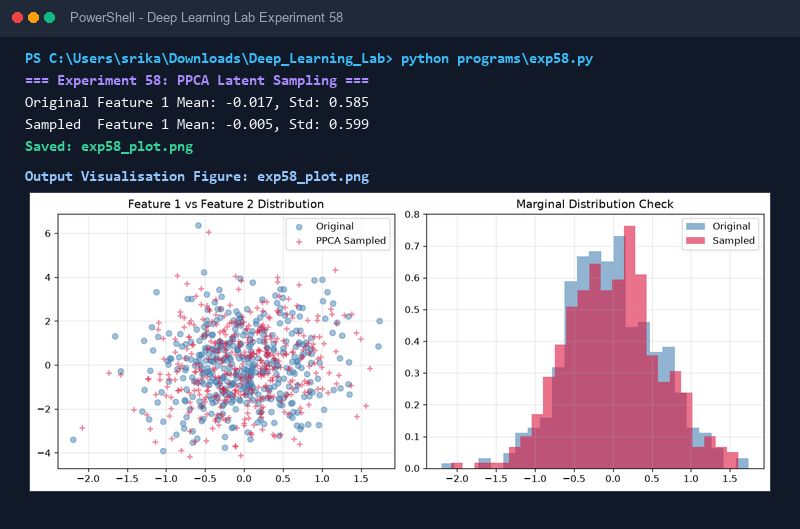 PowerShell - Deep Learning Lab Experiment 58
PS C:\Users\srika\Downloads\Deep_Learning_Lab> python programs\exp58.py
=== Experiment 58: PPCA Latent Sampling ===
Original Feature 1 Mean: -0.017, Std: 0.585
Sampled  Feature 1 Mean: -0.005, Std: 0.599
Saved: exp58_plot.png
Output Visualisation Figure: exp58_plot.png
Feature 1 vs Feature 2 Distribution
Original
PPCA Sampled
6
4
2
0
−2
−4
−2.0 −1.5 −1.0 −0.5 0.0 0.5 1.0 1.5
Marginal Distribution Check
Original
Sampled
0.8
0.7
0.6
0.5
0.4
0.3
0.2
0.1
0.0
−2.0 −1.5 −1.0 −0.5 0.0 0.5 1.0 1.5